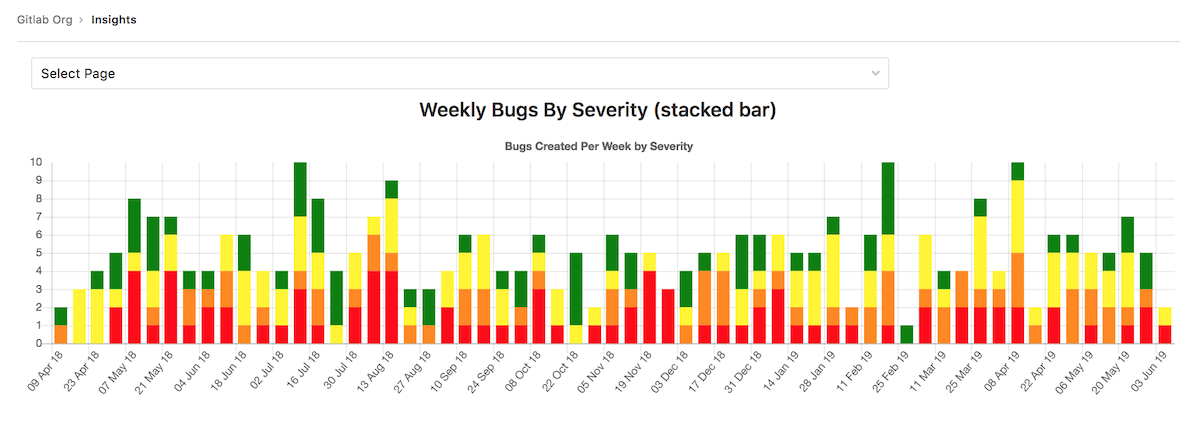 Gitlab Org › Insights
Select Page
Weekly Bugs By Severity (stacked bar)
Bugs Created Per Week by Severity
10
9
8
7
6
5
4
3
2
1
0
09 Apr 18
23 Apr 18
07 May 18
21 May 18
04 Jun 18
18 Jun 18
02 Jul 18
16 Jul 18
30 Jul 18
13 Aug 18
27 Aug 18
10 Sep 18
24 Sep 18
08 Oct 18
22 Oct 18
05 Nov 18
19 Nov 18
03 Dec 18
17 Dec 18
31 Dec 18
14 Jan 19
28 Jan 19
11 Feb 19
25 Feb 19
11 Mar 19
25 Mar 19
08 Apr 19
22 Apr 19
06 May 19
20 May 19
03 Jun 19